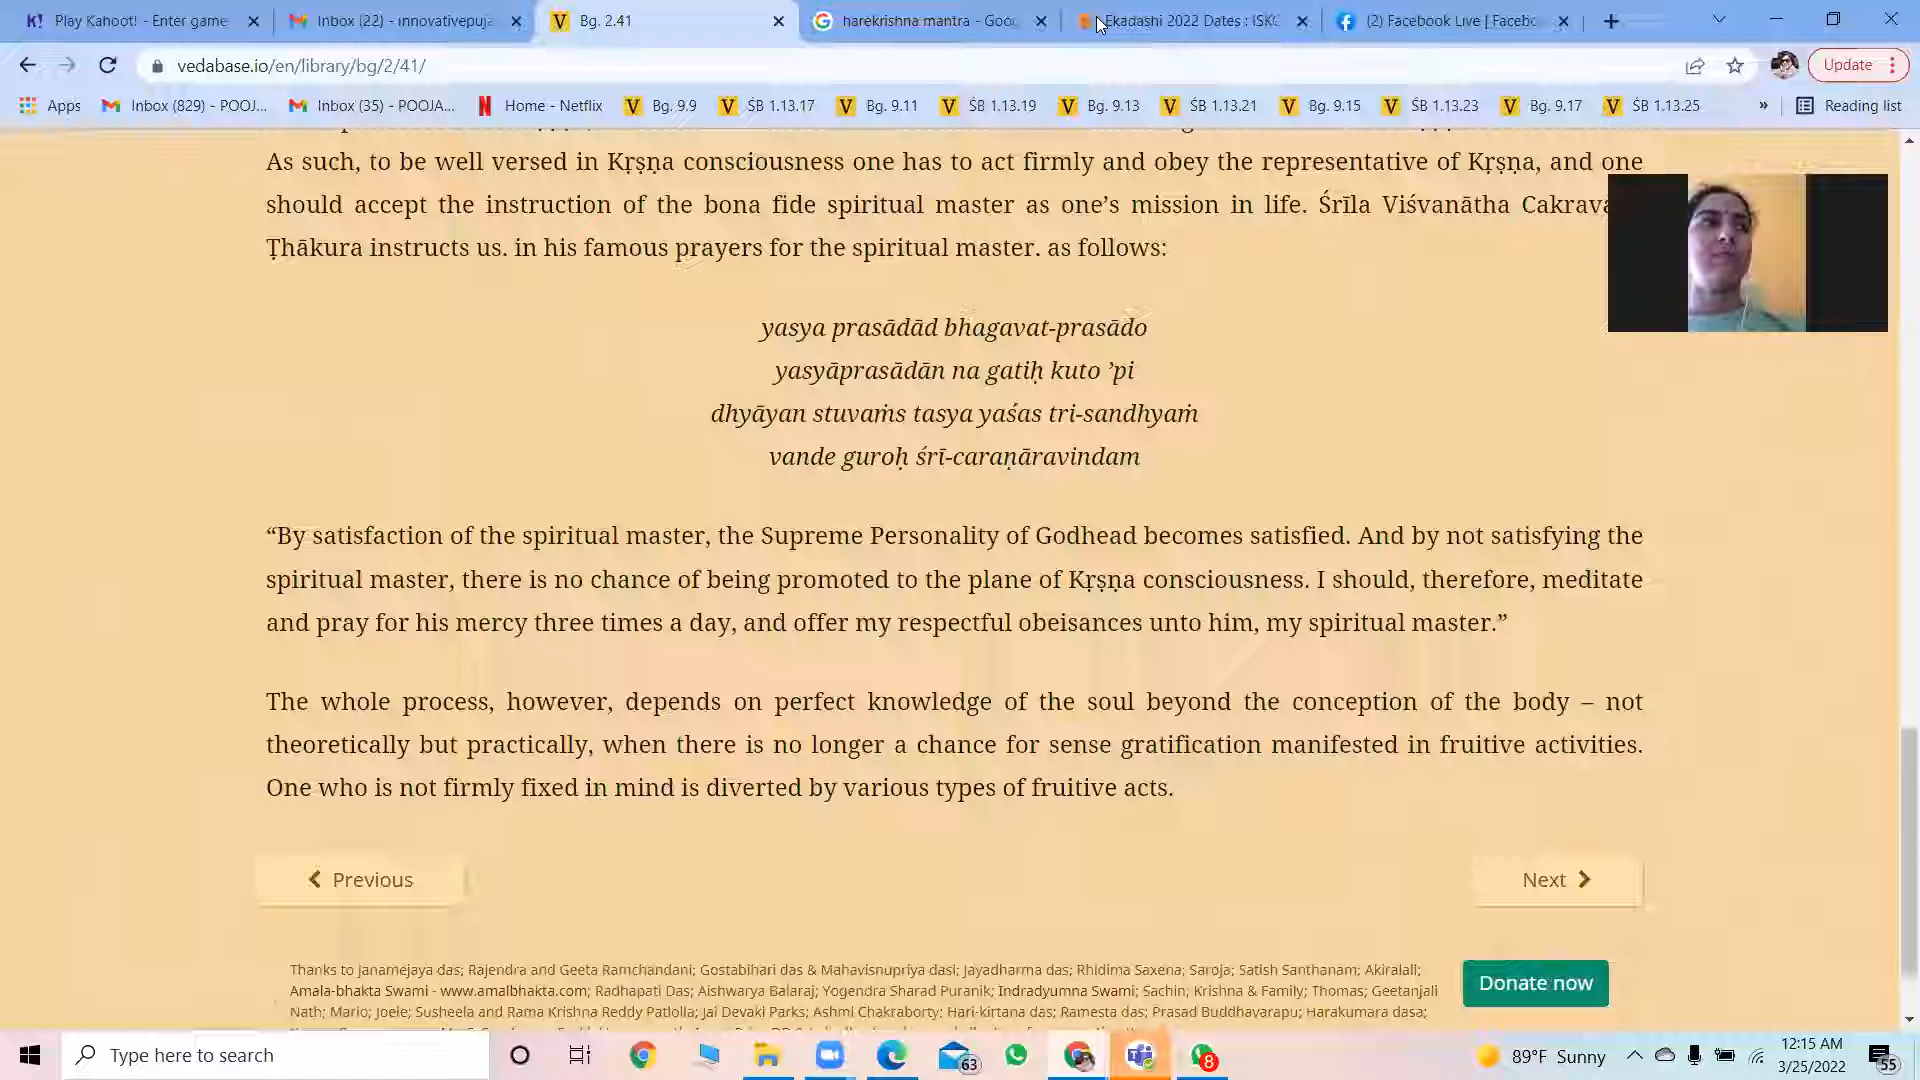 Play Kahoot! - Enter game
Inbox (22) - innovativepuja
Bg. 2.41
harekrishna mantra - Goo
Ekadashi 2022 Dates : ISKC
(2) Facebook Live | Facebo
vedabase.io/en/library/bg/2/41/
Update
Apps
Inbox (829) - POOJ...
Inbox (35) - POOJA...
Home - Netflix
Bg. 9.9
ŚB 1.13.17
Bg. 9.11
ŚB 1.13.19
Bg. 9.13
ŚB 1.13.21
Bg. 9.15
ŚB 1.13.23
Bg. 9.17
ŚB 1.13.25
»
Reading list
As such, to be well versed in Kṛṣṇa consciousness one has to act firmly and obey the representative of Kṛṣṇa, and one
should accept the instruction of the bona fide spiritual master as one’s mission in life. Śrīla Viśvanātha Cakrava
Ṭhākura instructs us. in his famous prayers for the spiritual master. as follows:
yasya prasādād bhagavat-prasādo
yasyāprasādān na gatiḥ kuto ’pi
dhyāyan stuvaṁs tasya yaśas tri-sandhyaṁ
vande guroḥ śrī-caraṇāravindam
“By satisfaction of the spiritual master, the Supreme Personality of Godhead becomes satisfied. And by not satisfying the
spiritual master, there is no chance of being promoted to the plane of Kṛṣṇa consciousness. I should, therefore, meditate
and pray for his mercy three times a day, and offer my respectful obeisances unto him, my spiritual master.”
The whole process, however, depends on perfect knowledge of the soul beyond the conception of the body – not
theoretically but practically, when there is no longer a chance for sense gratification manifested in fruitive activities.
One who is not firmly fixed in mind is diverted by various types of fruitive acts.
Previous
Next
Thanks to Janamejaya das; Rajendra and Geeta Ramchandani; Gostabihari das & Mahavisnupriya dasi; Jayadharma das; Rhidima Saxena; Saroja; Satish Santhanam; Akiralali;
Amala-bhakta Swami - www.amalbhakta.com; Radhapati Das; Aishwarya Balaraj; Yogendra Sharad Puranik; Indradyumna Swami; Sachin; Krishna & Family; Thomas; Geetanjali
Nath; Mario; Joele; Susheela and Rama Krishna Reddy Patlolla; Jai Devaki Parks; Ashmi Chakraborty; Hari-kirtana das; Ramesta das; Prasad Buddhavarapu; Harakumara dasa;
Donate now
Type here to search
63
8
89°F Sunny
12:15 AM
3/25/2022
55